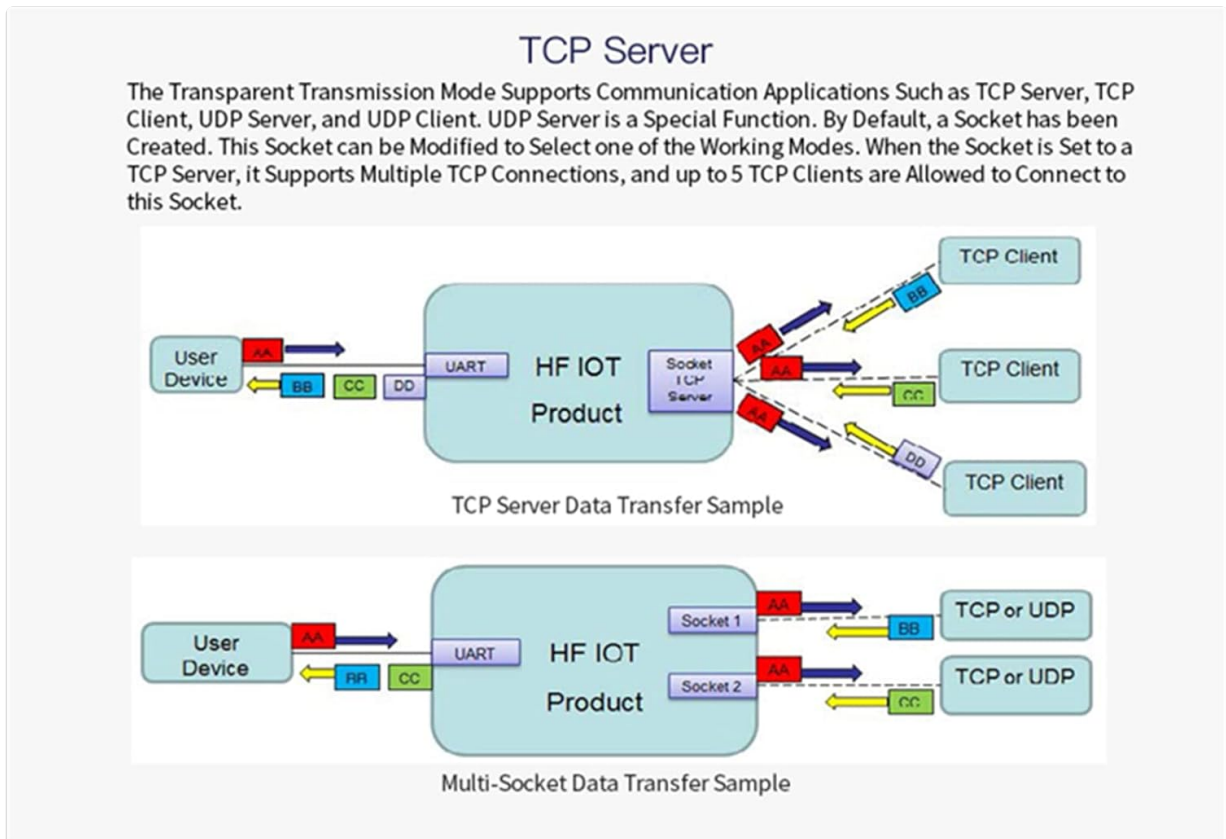 TCP Server
The Transparent Transmission Mode Supports Communication Applications Such as TCP Server, TCP
Client, UDP Server, and UDP Client. UDP Server is a Special Function. By Default, a Socket has been
Created. This Socket can be Modified to Select one of the Working Modes. When the Socket is Set to a
TCP Server, it Supports Multiple TCP Connections, and up to 5 TCP Clients are Allowed to Connect to
this Socket.
TCP Client
BB
AA
User
Device
AA
BB
CC
DD
UART
HF IOT
Product
Socket
TCP
Server
AA
TCP Client
CC
AA
DD
TCP Client
TCP Server Data Transfer Sample
User
Device
AA
BB
CC
UART
HF IOT
Product
Socket 1
AA
BB
TCP or UDP
Socket 2
AA
CC
TCP or UDP
Multi-Socket Data Transfer Sample